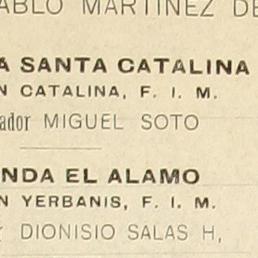 ABLO MARTINEZ DE
A SANTA CATALINA
N CATALINA, F. I. M.
ador MIGUEL SOTO
NDA EL ALAMO
N YERBANIS, F. I. M.
r DIONISIO SALAS H,